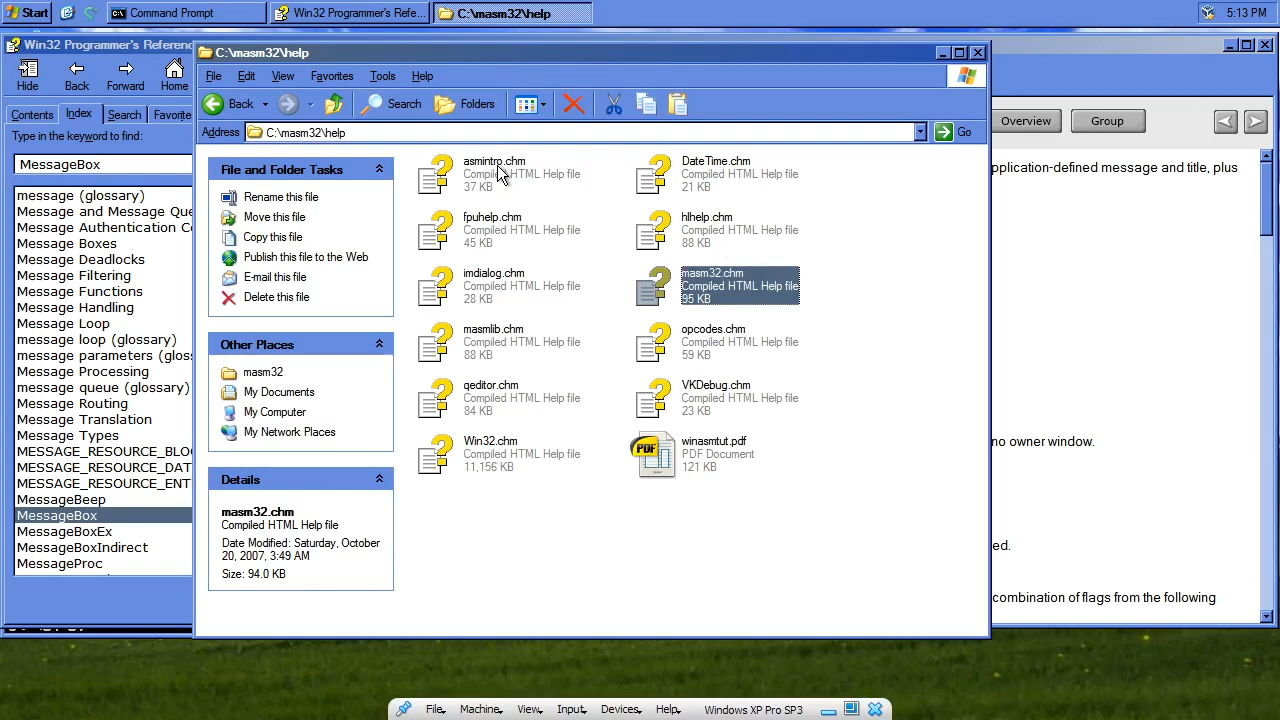 Start
Command Prompt
Win32 Programmer's Refe...
C:\masm32\help
5:13 PM
Win32 Programmer's Referenc
Hide
Back
Forward
Home
Contents
Index
Search
Favorite
Type in the keyword to find:
MessageBox
message (glossary)
Message and Message Que
Message Authentication Co
Message Boxes
Message Deadlocks
Message Filtering
Message Functions
Message Handling
Message Loop
message loop (glossary)
message parameters (glos
Message Processing
message queue (glossary)
Message Routing
Message Translation
Message Types
MESSAGE_RESOURCE_BLO
MESSAGE_RESOURCE_DAT
MESSAGE_RESOURCE_ENT
MessageBeep
MessageBox
MessageBoxEx
MessageBoxIndirect
MessageProc
C:\masm32\help
File Edit View Favorites Tools Help
Back
Search
Folders
Address
C:\masm32\help
Go
File and Folder Tasks
Rename this file
Move this file
Copy this file
Publish this file to the Web
E-mail this file
Delete this file
Other Places
masm32
My Documents
My Computer
My Network Places
Details
masm32.chm
Compiled HTML Help file
Date Modified: Saturday, October
20, 2007, 3:49 AM
Size: 94.0 KB
asmintro.chm
Compiled HTML Help file
37 KB
DateTime.chm
Compiled HTML Help file
21 KB
fpuhelp.chm
Compiled HTML Help file
45 KB
hlhelp.chm
Compiled HTML Help file
88 KB
imdialog.chm
Compiled HTML Help file
28 KB
masm32.chm
Compiled HTML Help file
95 KB
masmlib.chm
Compiled HTML Help file
88 KB
opcodes.chm
Compiled HTML Help file
59 KB
qeditor.chm
Compiled HTML Help file
84 KB
VKDebug.chm
Compiled HTML Help file
23 KB
Win32.chm
Compiled HTML Help file
11,156 KB
PDF
winasmtut.pdf
PDF Document
121 KB
Overview
Group
pplication-defined message and title, plus
no owner window.
ed.
combination of flags from the following
File Machine View Input Devices Help Windows XP Pro SP3